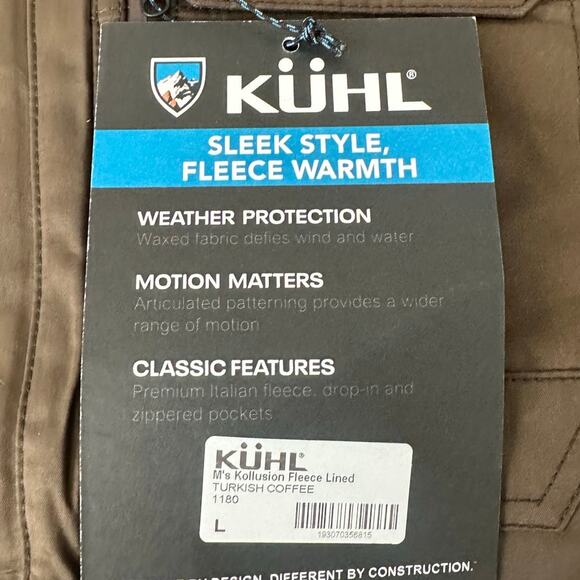 KÜHL®
SLEEK STYLE,
FLEECE WARMTH
WEATHER PROTECTION
Waxed fabric defies wind and water
MOTION MATTERS
Articulated patterning provides a wider
range of motion
CLASSIC FEATURES
Premium Italian fleece, drop-in and
zippered pockets
KÜHL
M's Kollusion Fleece Lined
TURKISH COFFEE
1180
L
193070356815
DESIGN. DIFFERENT BY CONSTRUCTION.™